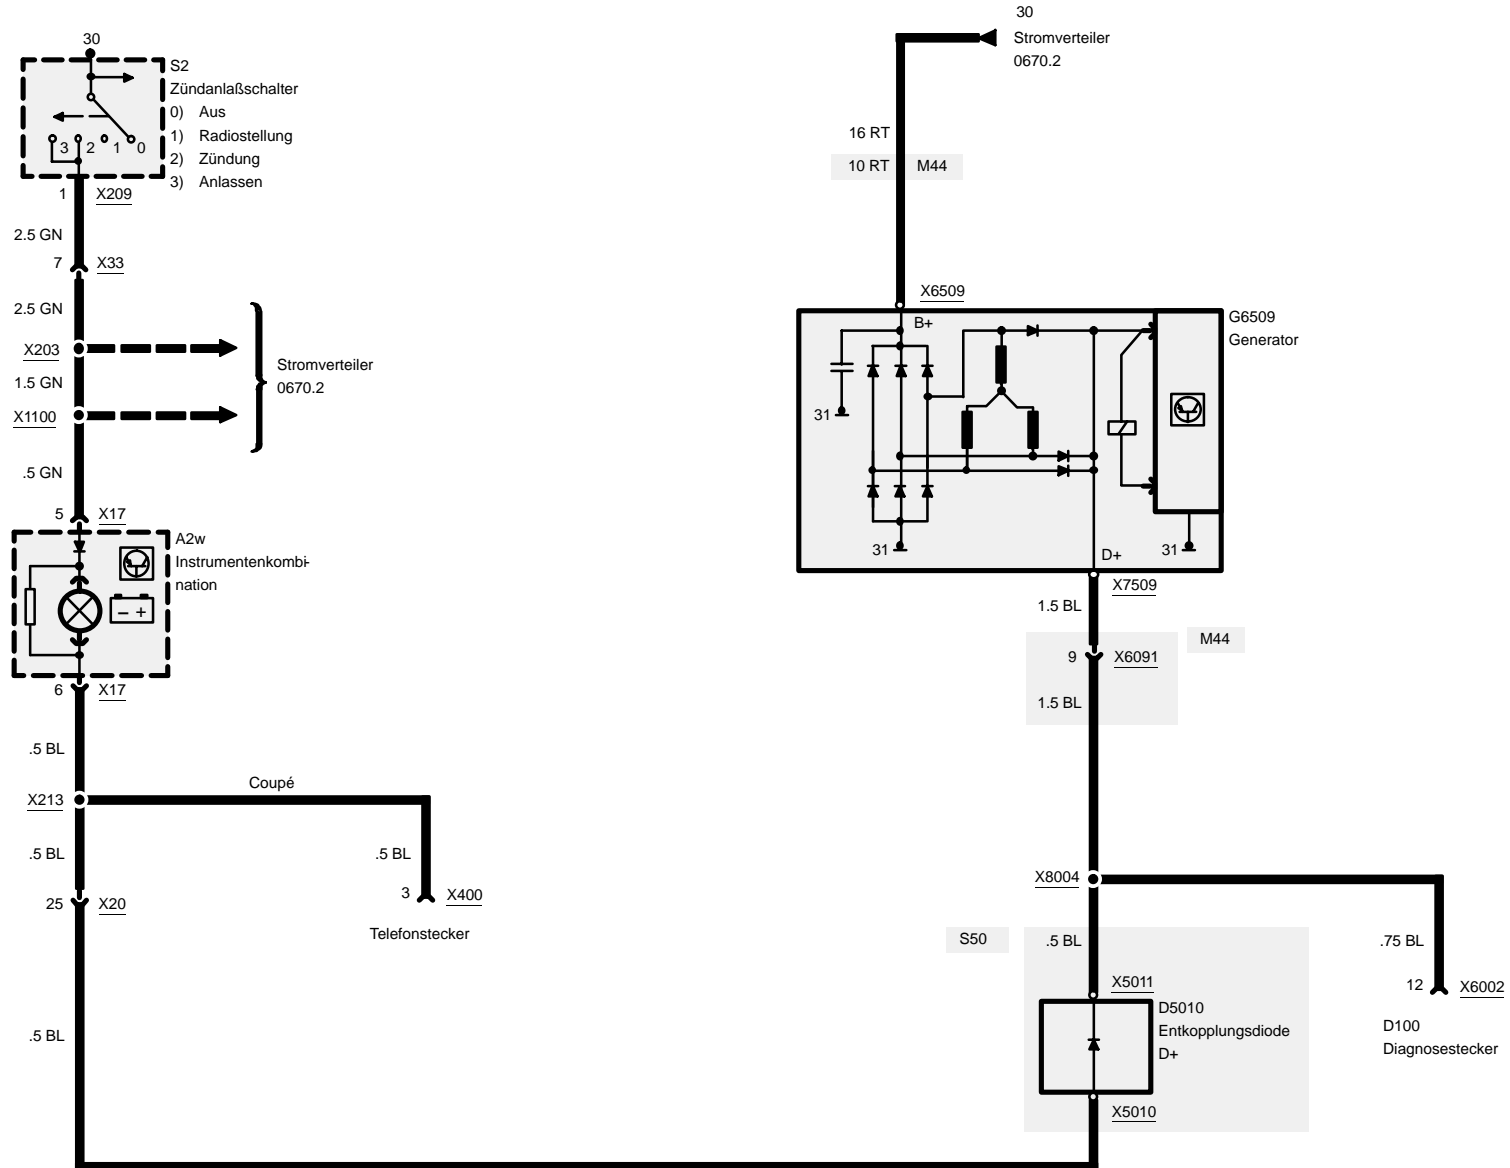 30
S2
Zündanlaßschalter
0) Aus
1) Radiostellung
2) Zündung
3) Anlassen
3 2 1 0
1 X209
2.5 GN
7 X33
2.5 GN
X203
1.5 GN
X1100
Stromverteiler
0670.2
.5 GN
5 X17
A2w
Instrumentenkombi-
nation
– +
6 X17
.5 BL
X213
Coupé
.5 BL
.5 BL
3 X400
Telefonstecker
25 X20
.5 BL
30
Stromverteiler
0670.2
16 RT
10 RT M44
X6509
B+
G6509
Generator
31
31
31
D+
X7509
1.5 BL
M44
9 X6091
1.5 BL
X8004
S50
.5 BL
.75 BL
X5011
12 X6002
D5010
Entkopplungsdiode
D+
D100
Diagnosestecker
X5010